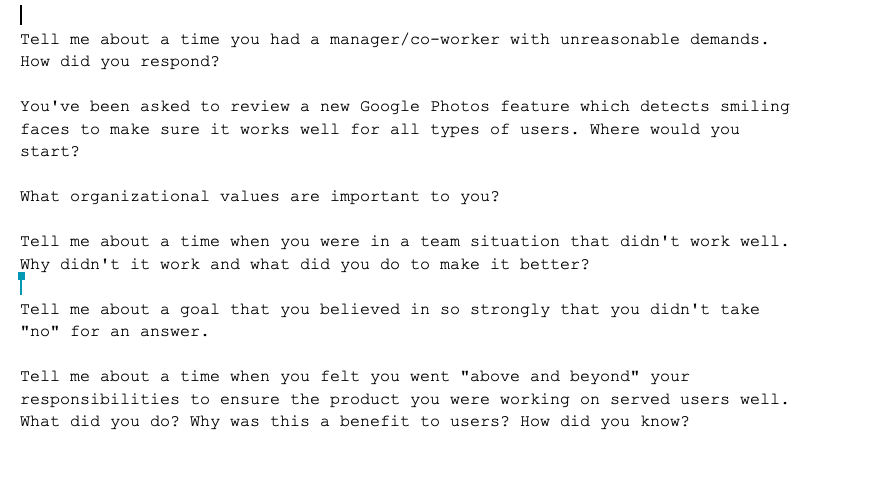 Tell me about a time you had a manager/co-worker with unreasonable demands.
How did you respond?
You've been asked to review a new Google Photos feature which detects smiling
faces to make sure it works well for all types of users. Where would you
start?
What organizational values are important to you?
Tell me about a time when you were in a team situation that didn't work well.
Why didn't it work and what did you do to make it better?
Tell me about a goal that you believed in so strongly that you didn't take
"no" for an answer.
Tell me about a time when you felt you went "above and beyond" your
responsibilities to ensure the product you were working on served users well.
What did you do? Why was this a benefit to users? How did you know?